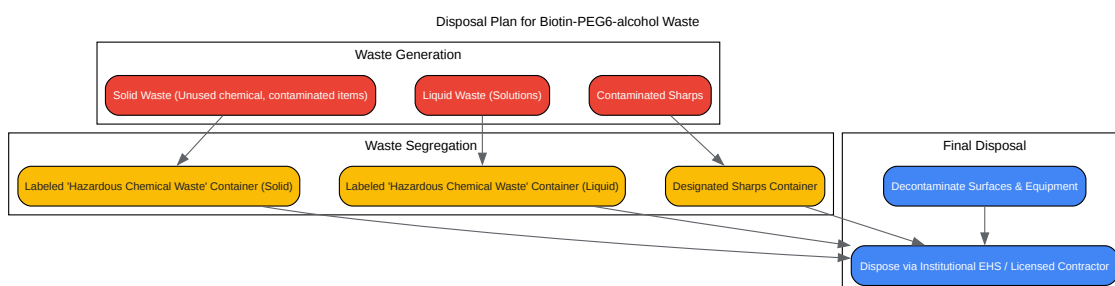 Disposal Plan for Biotin-PEG6-alcohol Waste
Waste Generation
Solid Waste (Unused chemical, contaminated items)
Liquid Waste (Solutions)
Contaminated Sharps
Waste Segregation
Final Disposal
Labeled 'Hazardous Chemical Waste' Container (Solid)
Labeled 'Hazardous Chemical Waste' Container (Liquid)
Designated Sharps Container
Decontaminate Surfaces & Equipment
Dispose via Institutional EHS / Licensed Contractor